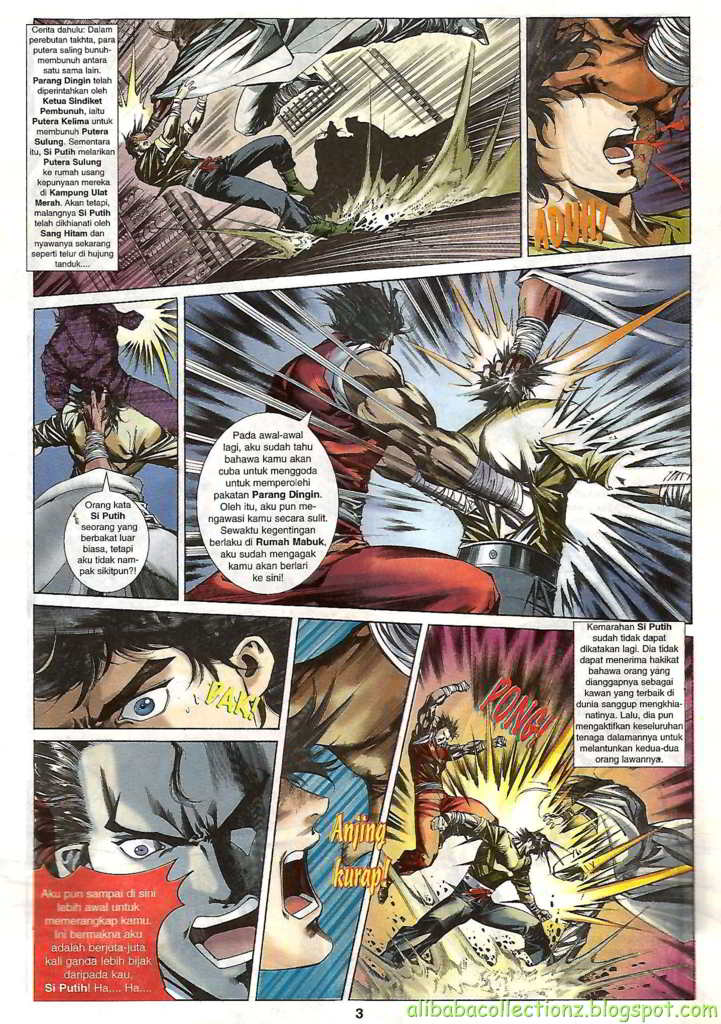 Cerita dahulu: Dalam
perebutan takhta, para
putera saling bunuh-
membunuh antara
satu sama lain.
Parang Dingin telah
diperintahkan oleh
Ketua Sindiket
Pembunuh, iaitu
Putera Kelima untuk
membunuh Putera
Sulung. Sementara
itu, Si Putih melarikan
Putera Sulung
ke rumah usang
kepunyaan mereka
di Kampung Ulat
Merah. Akan tetapi,
malangnya Si Putih
telah dikhianati oleh
Sang Hitam dan
nyawanya sekarang
seperti telur di hujung
tanduk....
ADUH!
Orang kata
Si Putih
seorang yang
berbakat luar
biasa, tetapi
aku tidak nam-
pak sikitpun?!
Pada awal-awal
lagi, aku sudah tahu
bahawa kamu akan
cuba untuk menggoda
untuk memperolehi
pakatan Parang Dingin.
Oleh itu, aku pun me-
ngawasi kamu secara sulit.
Sewaktu kegentingan
berlaku di Rumah Mabuk,
aku sudah mengagak
kamu akan berlari
ke sini!
PAK!
Aku pun sampai di sini
lebih awal untuk
memerangkap kamu.
Ini bermakna aku
adalah berjuta-juta
kali ganda lebih bijak
daripada kau,
Si Putih! Ha.... Ha....
Anjing
kurap!
PONG!
Kemarahan Si Putih
sudah tidak dapat
dikatakan lagi. Dia tidak
dapat menerima hakikat
bahawa orang yang
dianggapnya sebagai
kawan yang terbaik di
dunia sanggup mengkhia-
natinya. Lalu, dia pun
mengaktifkan keseluruhan
tenaga dalamannya untuk
melantunkan kedua-dua
orang lawannya.
3
alibabacollectionz.blogspot.com